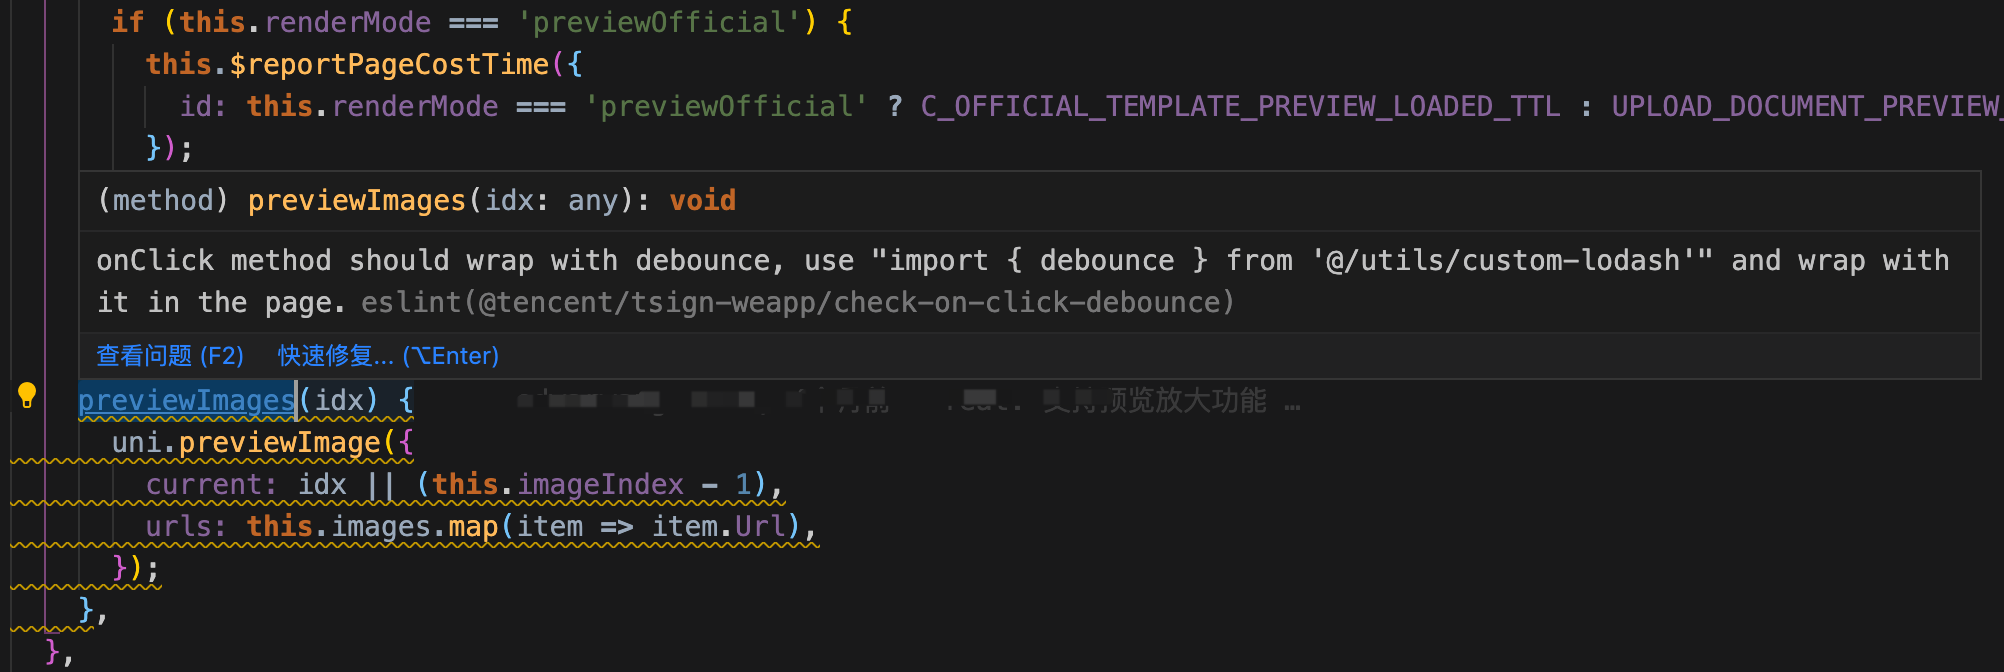 if (this.renderMode === 'previewOfficial') {
this.$reportPageCostTime({
id: this.renderMode === 'previewOfficial' ? C_OFFICIAL_TEMPLATE_PREVIEW_LOADED_TTL : UPLOAD_DOCUMENT_PREVIEW_
});
(method) previewImages(idx: any): void
onClick method should wrap with debounce, use "import { debounce } from '@/utils/custom-lodash'" and wrap with
it in the page. eslint(@tencent/tsign-weapp/check-on-click-debounce)
查看问题 (F2) 快速修复... (⌥Enter)
previewImages(idx) { 支持预览放大功能 …
uni.previewImage({
current: idx || (this.imageIndex - 1),
urls: this.images.map(item => item.Url),
});
},
},